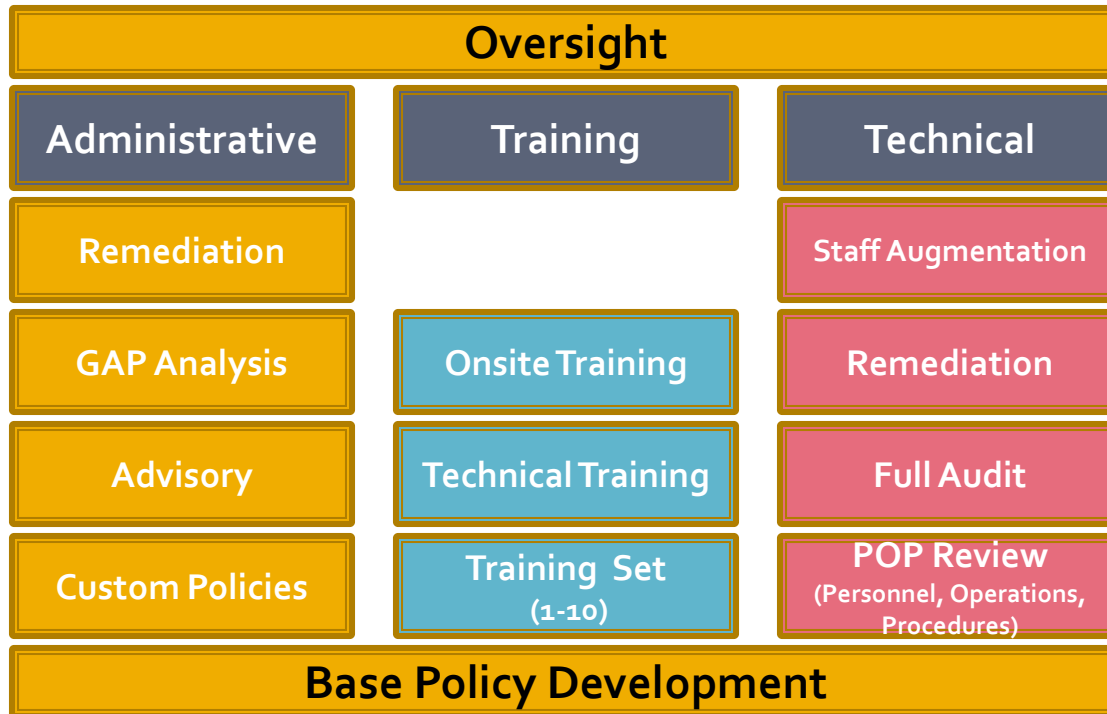 Oversight
Administrative
Training
Technical
Remediation
Staff Augmentation
GAP Analysis
Onsite Training
Remediation
Advisory
Technical Training
Full Audit
Custom Policies
Training Set
(1-10)
POP Review
(Personnel, Operations,
Procedures)
Base Policy Development